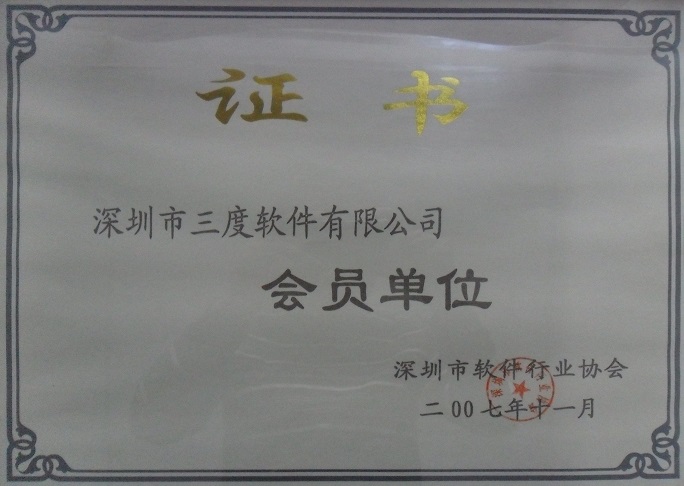 证书
深圳市三度软件有限公司
会员单位
深圳市软件行业协会
二00七年十一月